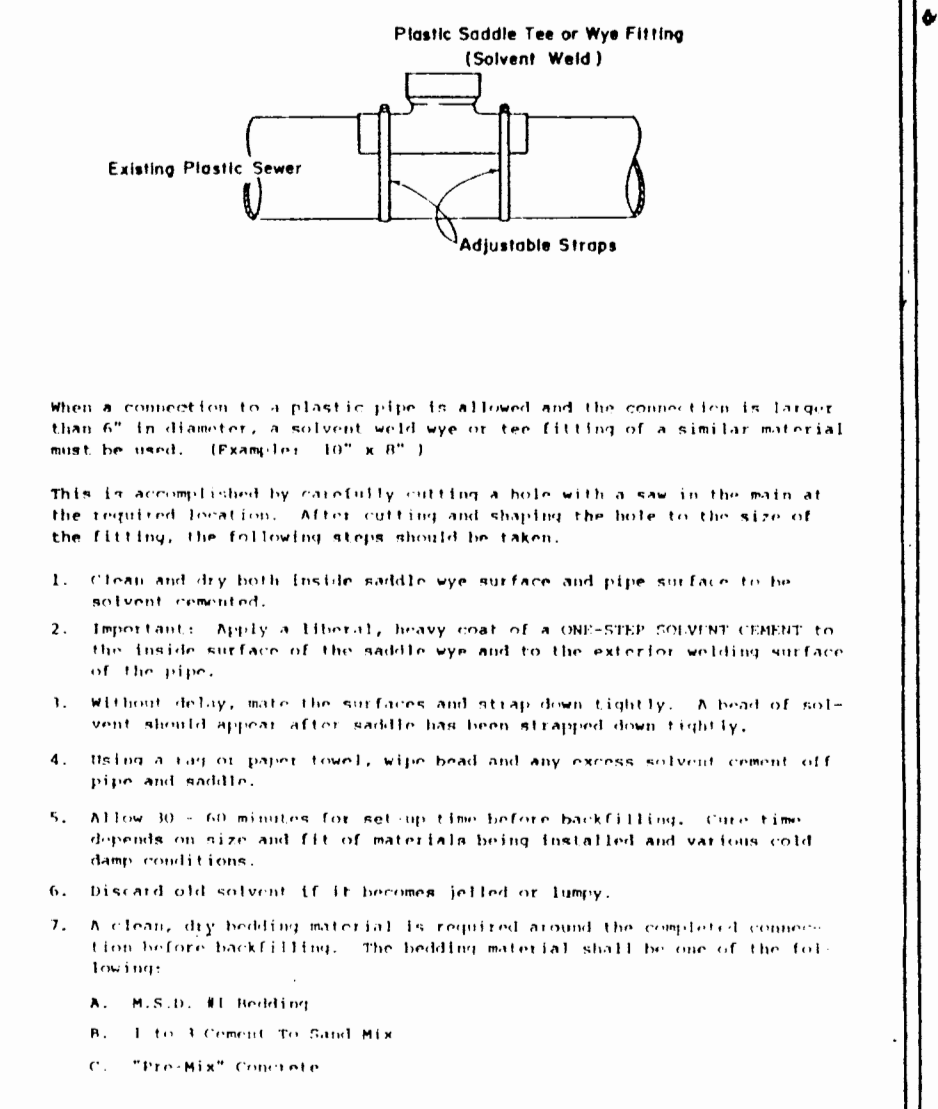 Plastic Saddle Tee or Wye Fitting
(Solvent Weld)
Existing Plastic Sewer
Adjustable Straps
When a connection to a plastic pipe is allowed and the connection is larger
than 6" in diameter, a solvent weld wye or tee fitting of a similar material
must be used. (Example: 10" x 8" )
This is accomplished by carefully cutting a hole with a saw in the main at
the required location. After cutting and shaping the hole to the size of
the fitting, the following steps should be taken.
1. Clean and dry both inside saddle wye surface and pipe surface to be
solvent cemented.
2. Important: Apply a liberal, heavy coat of a ONE-STEP SOLVENT CEMENT to
the inside surface of the saddle wye and to the exterior welding surface
of the pipe.
3. Without delay, mate the surfaces and strap down tightly. A bead of sol-
vent should appear after saddle has been strapped down tightly.
4. Using a rag or paper towel, wipe bead and any excess solvent cement off
pipe and saddle.
5. Allow 30 - 60 minutes for set-up time before backfilling. Cure time
depends on size and fit of materials being installed and various cold
damp conditions.
6. Discard old solvent if it becomes jelled or lumpy.
7. A clean, dry bedding material is required around the completed connec-
tion before backfilling. The bedding material shall be one of the fol-
lowing:
A. M.S.D. #1 Bedding
B. 1 to 3 Cement To Sand Mix
C. "Pre-Mix" Concrete